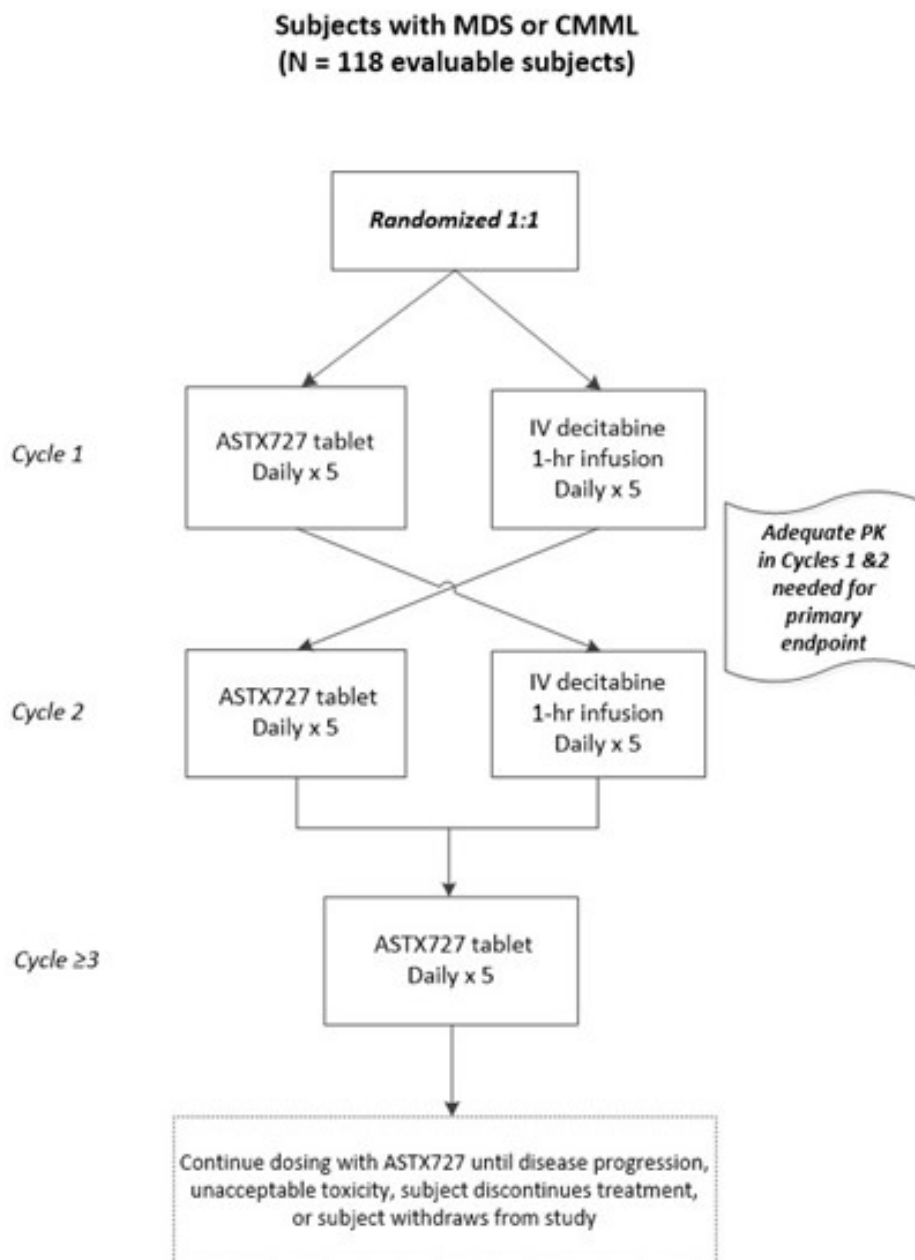 Subjects with MDS or CMML
(N = 118 evaluable subjects)
Randomized 1:1
Cycle 1
ASTX727 tablet
Daily x 5
IV decitabine
1-hr infusion
Daily x 5
Adequate PK
in Cycles 1 &2
needed for
primary
endpoint
Cycle 2
ASTX727 tablet
Daily x 5
IV decitabine
1-hr infusion
Daily x 5
Cycle ≥3
ASTX727 tablet
Daily x 5
Continue dosing with ASTX727 until disease progression,
unacceptable toxicity, subject discontinues treatment,
or subject withdraws from study